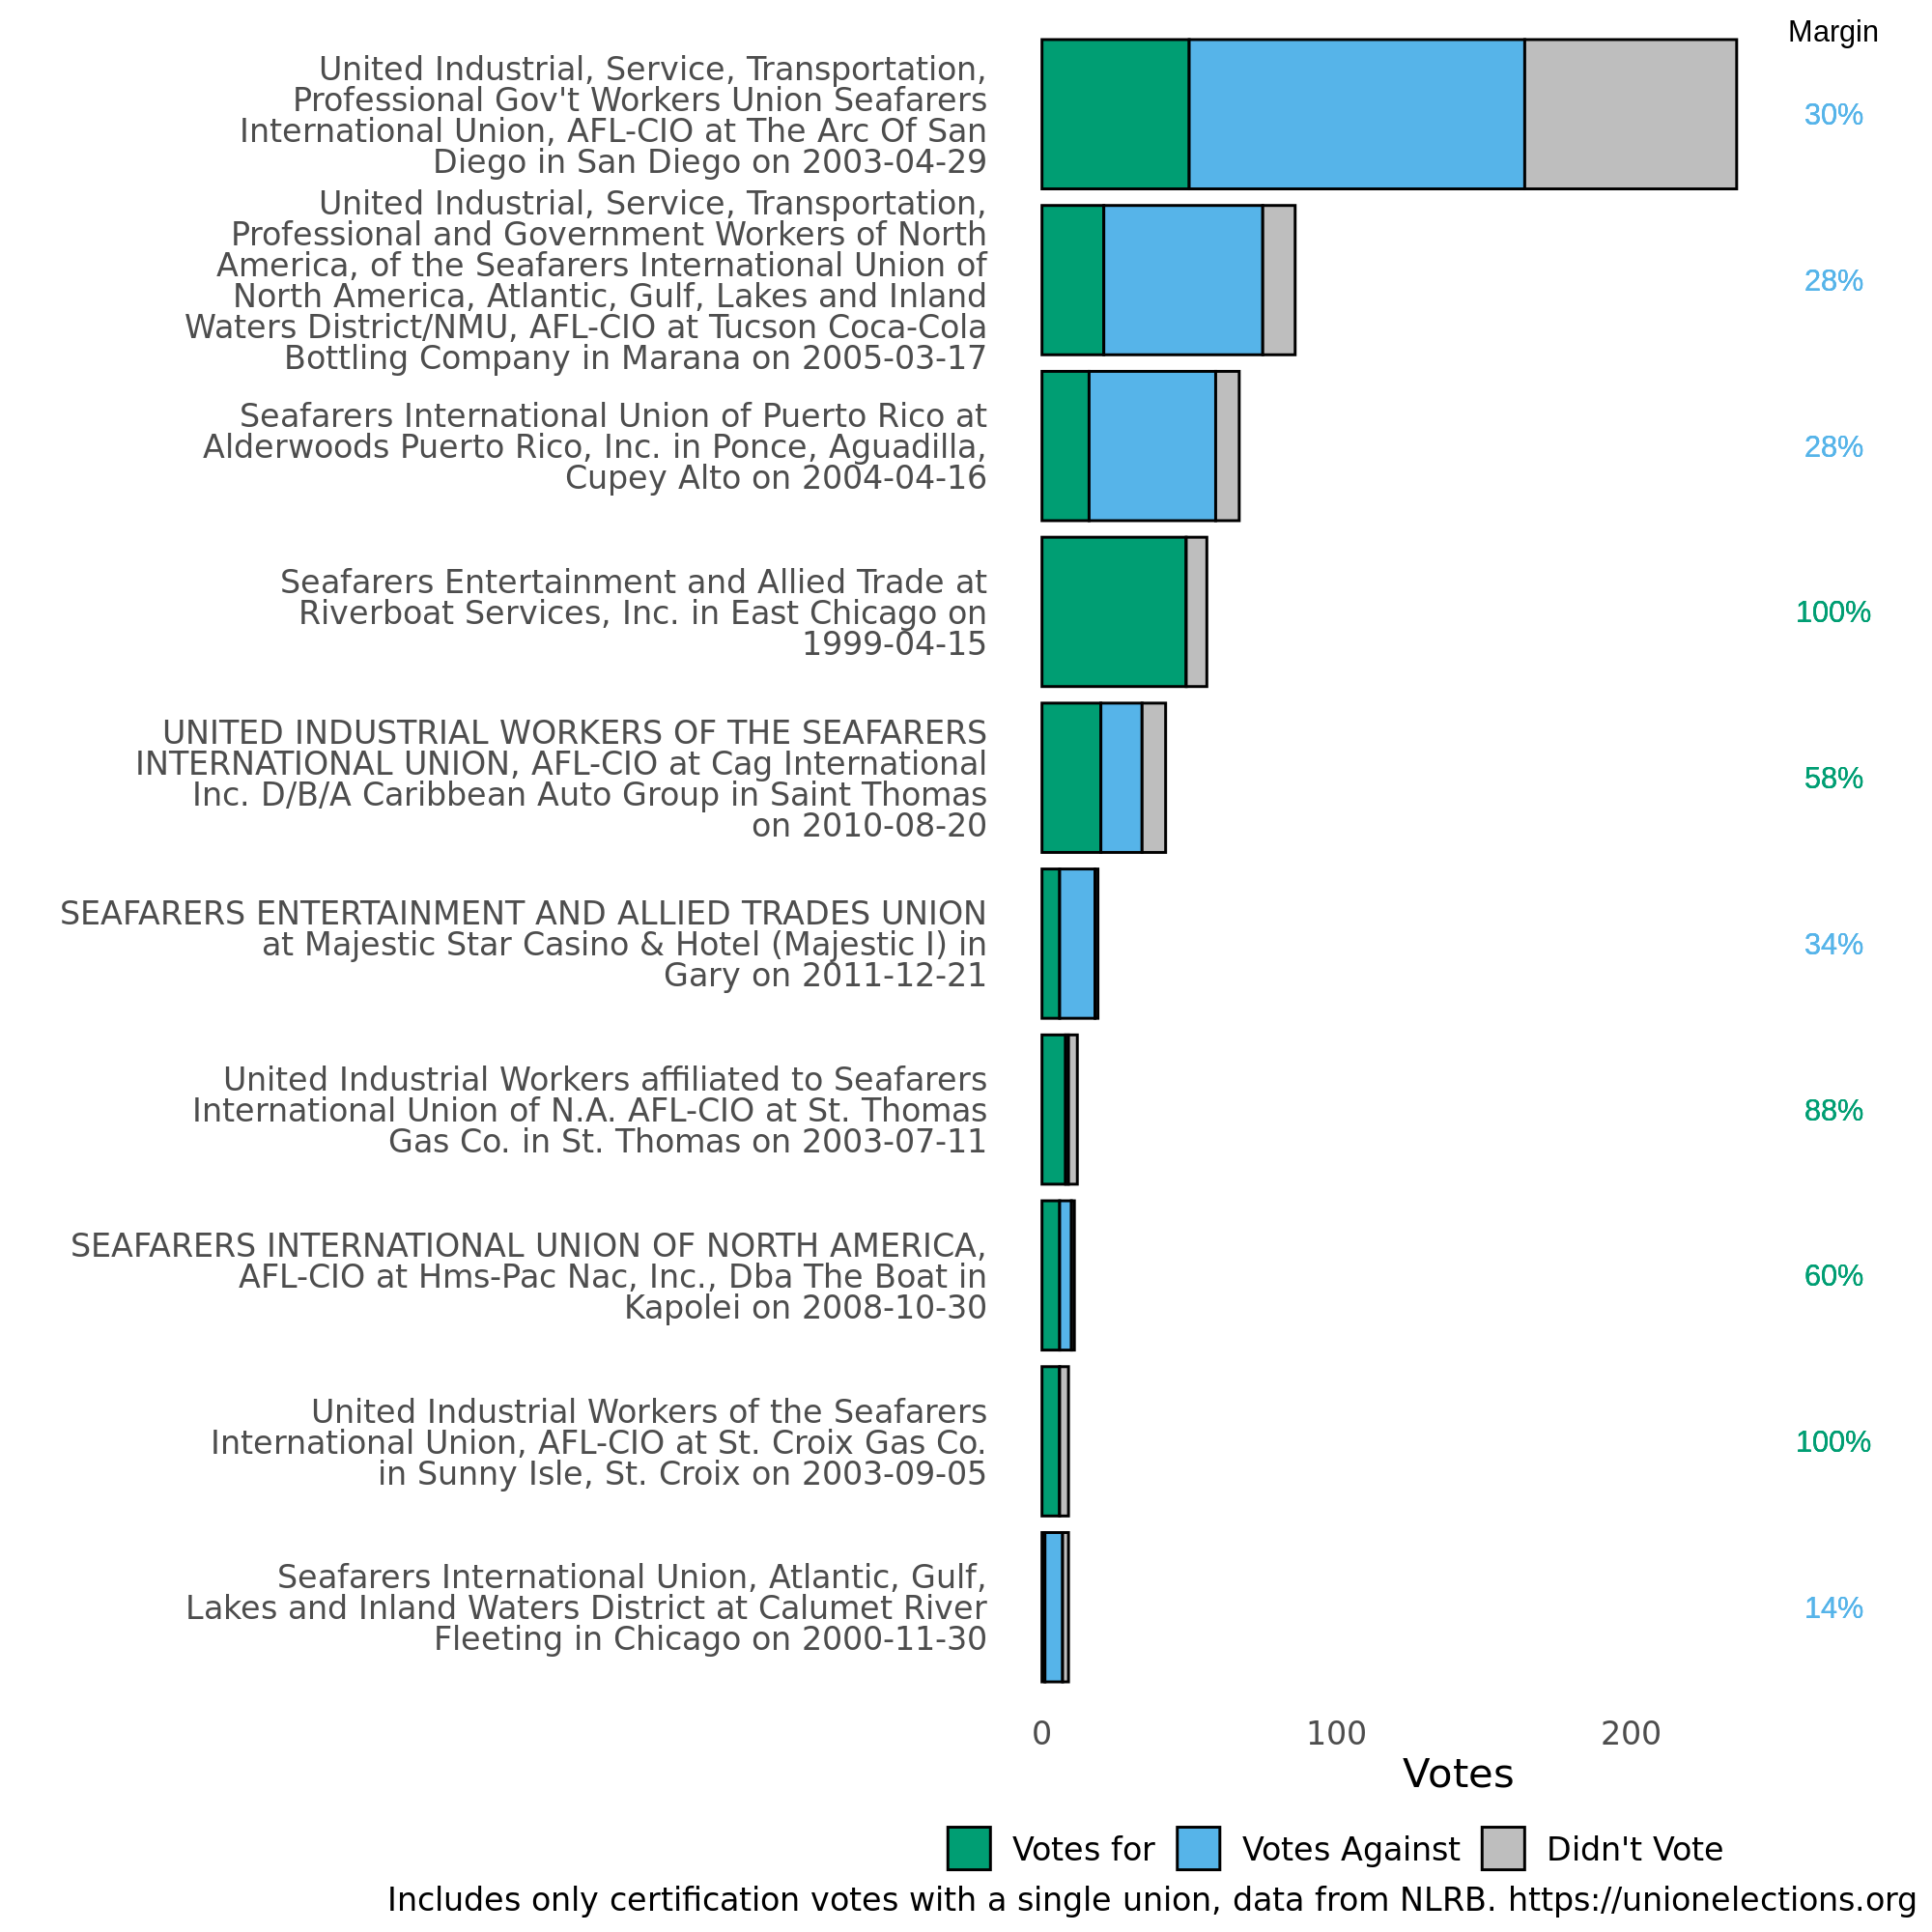 Margin
United Industrial, Service, Transportation,
Professional Gov't Workers Union Seafarers
International Union, AFL-CIO at The Arc Of San
Diego in San Diego on 2003-04-29
30%
United Industrial, Service, Transportation,
Professional and Government Workers of North
America, of the Seafarers International Union of
North America, Atlantic, Gulf, Lakes and Inland
Waters District/NMU, AFL-CIO at Tucson Coca-Cola
Bottling Company in Marana on 2005-03-17
28%
Seafarers International Union of Puerto Rico at
Alderwoods Puerto Rico, Inc. in Ponce, Aguadilla,
Cupey Alto on 2004-04-16
28%
Seafarers Entertainment and Allied Trade at
Riverboat Services, Inc. in East Chicago on
1999-04-15
100%
UNITED INDUSTRIAL WORKERS OF THE SEAFARERS
INTERNATIONAL UNION, AFL-CIO at Cag International
Inc. D/B/A Caribbean Auto Group in Saint Thomas
on 2010-08-20
58%
SEAFARERS ENTERTAINMENT AND ALLIED TRADES UNION
at Majestic Star Casino & Hotel (Majestic I) in
Gary on 2011-12-21
34%
United Industrial Workers affiliated to Seafarers
International Union of N.A. AFL-CIO at St. Thomas
Gas Co. in St. Thomas on 2003-07-11
88%
SEAFARERS INTERNATIONAL UNION OF NORTH AMERICA,
AFL-CIO at Hms-Pac Nac, Inc., Dba The Boat in
Kapolei on 2008-10-30
60%
United Industrial Workers of the Seafarers
International Union, AFL-CIO at St. Croix Gas Co.
in Sunny Isle, St. Croix on 2003-09-05
100%
Seafarers International Union, Atlantic, Gulf,
Lakes and Inland Waters District at Calumet River
Fleeting in Chicago on 2000-11-30
14%
0 100 200
Votes
Votes for Votes Against Didn't Vote
Includes only certification votes with a single union, data from NLRB. https://unionelections.org